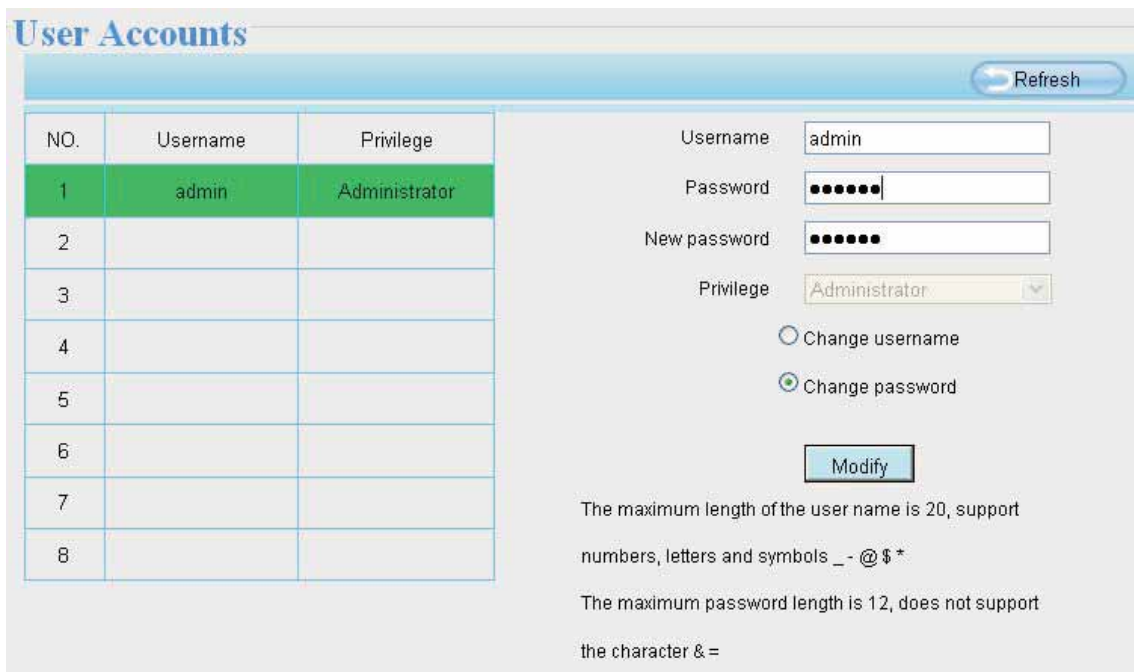 User Accounts
Refresh
NO. Username Privilege
1 admin Administrator
2
3
4
5
6
7
8
Username admin
Password ●●●●●●
New password ●●●●●●
Privilege Administrator
Change username
Change password
Modify
The maximum length of the user name is 20, support
numbers, letters and symbols _ - @ $ *
The maximum password length is 12, does not support
the character & =